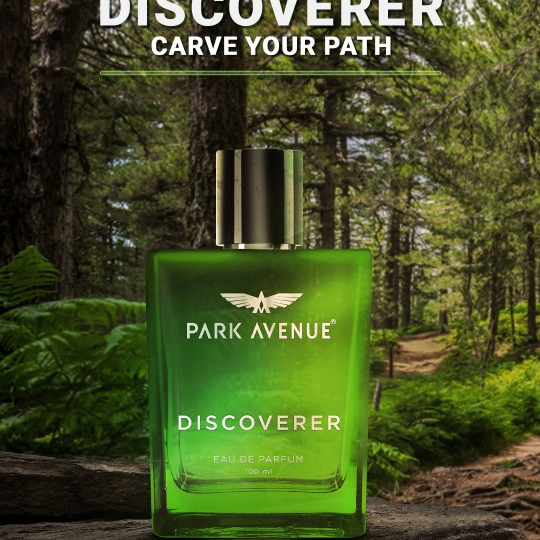 DISCOVERER
CARVE YOUR PATH
PARK AVENUE®
DISCOVERER
EAU DE PARFUM
100 ml